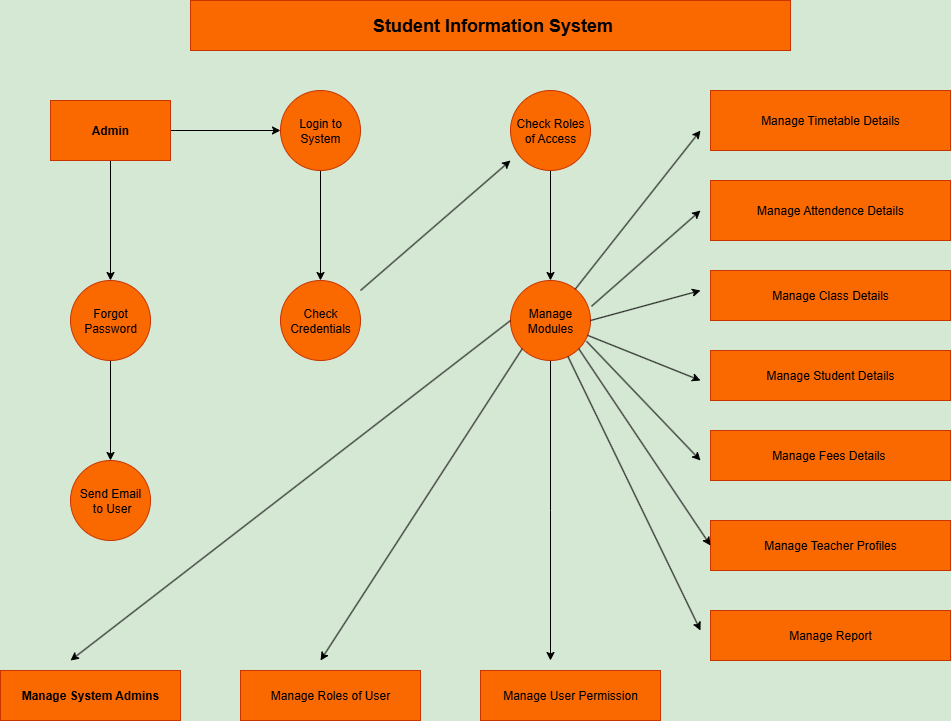 Student Information System
Admin
Login to
System
Check Roles
of Access
Manage Timetable Details
Manage Attendence Details
Manage Class Details
Forgot
Password
Check
Credentials
Manage
Modules
Manage Student Details
Manage Fees Details
Send Email
to User
Manage Teacher Profiles
Manage Report
Manage System Admins
Manage Roles of User
Manage User Permission